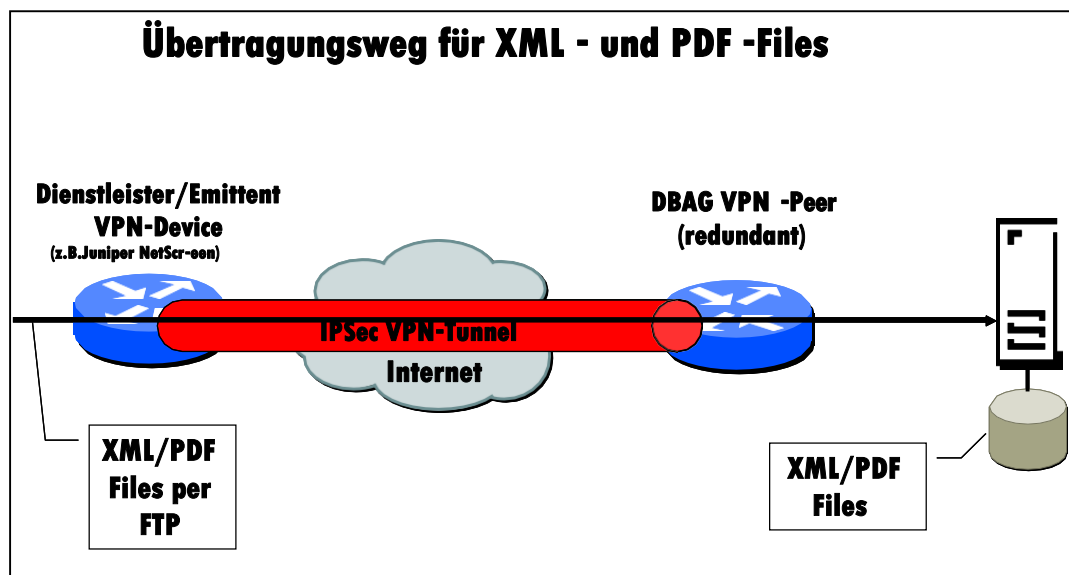 Übertragungsweg für XML - und PDF -Files
Dienstleister/Emittent
VPN-Device
(z.B.Juniper NetScr-een)
DBAG VPN -Peer
(redundant)
IPSec VPN-Tunnel
Internet
XML/PDF
Files per
FTP
XML/PDF
Files